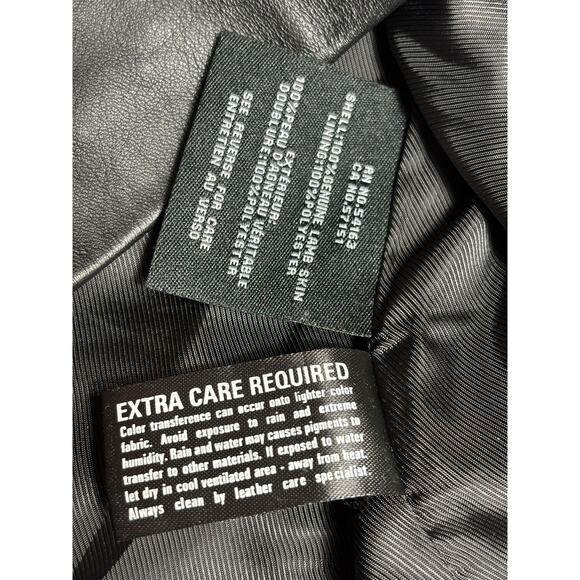 RN NO.54163
CA NO.57151
SHELL:100%GENUINE LAMB SKIN
LINING:100%POLYESTER
EXTERIEUR:
100%PEAU D'AGNEAU VERITABLE
DOUBLURE:100%POLYESTER
SEE REVERSE FOR CARE
ENTRETIEN AU VERSO
EXTRA CARE REQUIRED
Color transference can occur onto lighter color
fabric. Avoid exposure to rain and extreme
humidity. Rain and water may causes pigments to
transfer to other materials. If exposed to water
let dry in cool ventilated area - away from heat.
Always clean by leather care specialist.